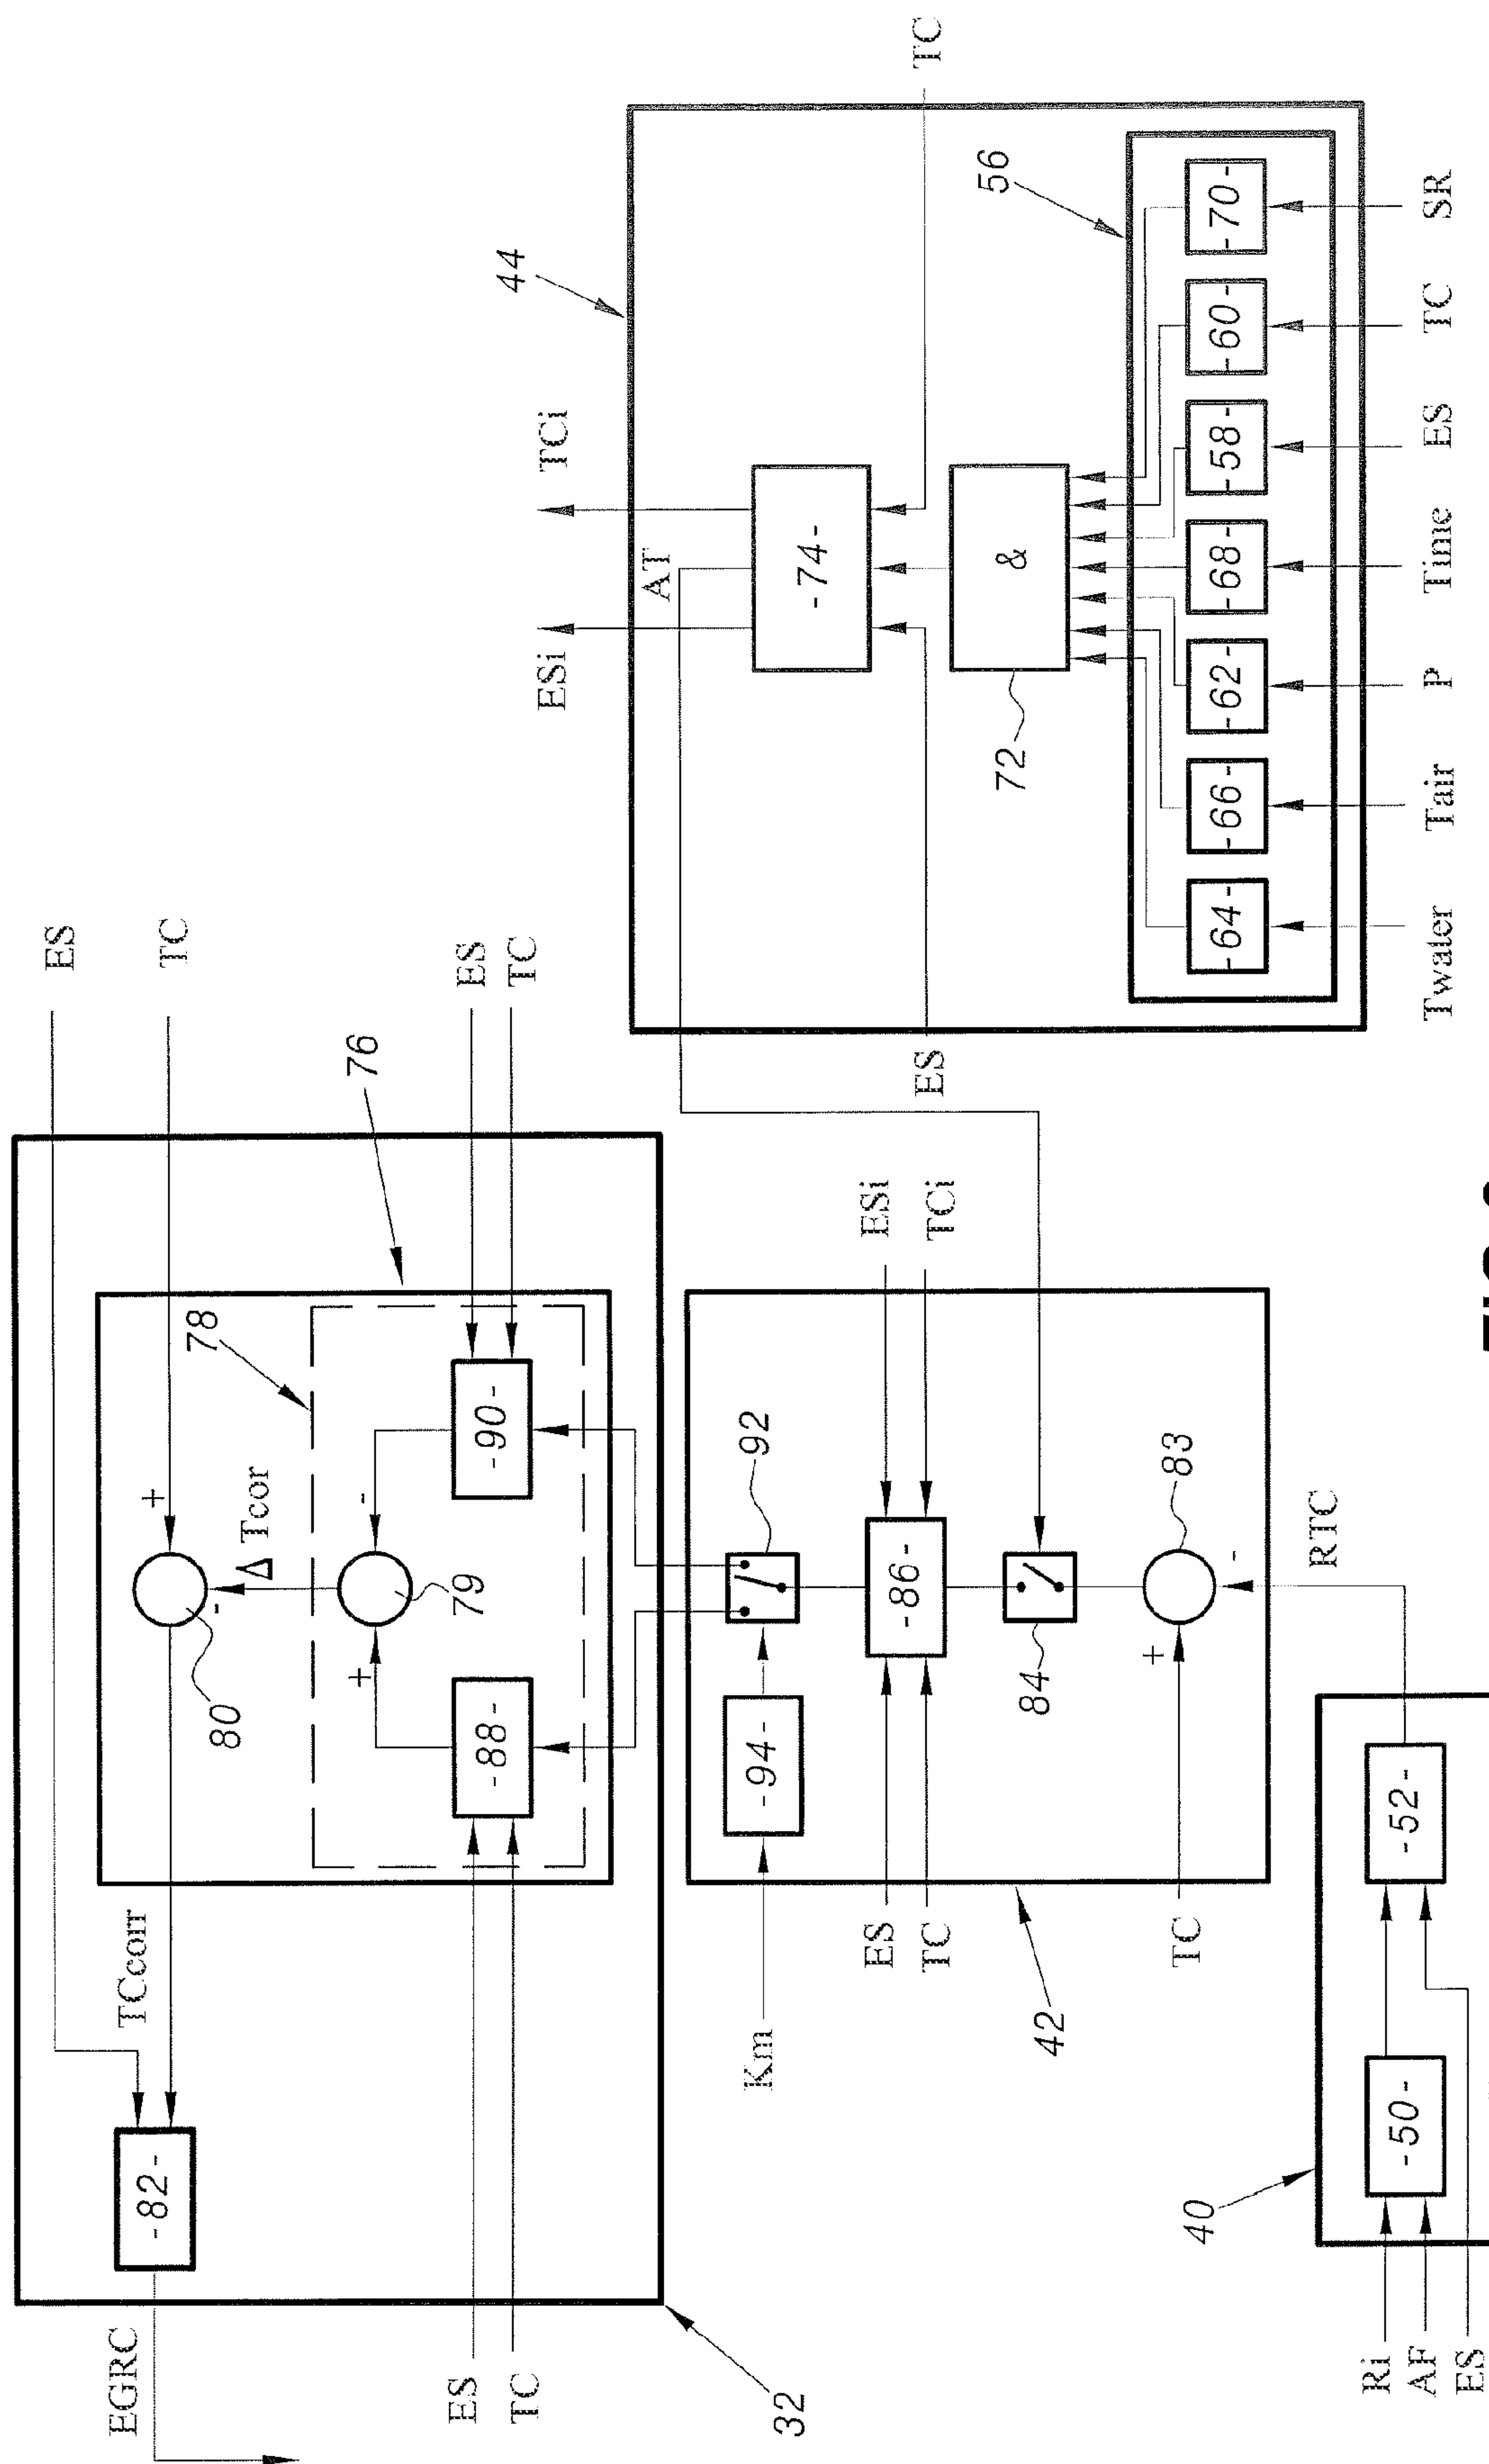 EGRC
-82-
TCcorr
ES
TC
+
-
80
Δ Tcor
76
78
79
+
-
-88-
-90-
ES
TC
ES
TC
32
Km
-94-
92
ES
TC
-86-
ESi
TCi
84
42
TC
+
83
-
RTC
40
Ri
AF
ES
-50-
-52-
ESi
AT
TCi
44
-74-
ES
TC
72
&
56
-64-
-66-
-62-
-68-
-58-
-60-
-70-
Twater
Tair
P
Time
ES
TC
SR